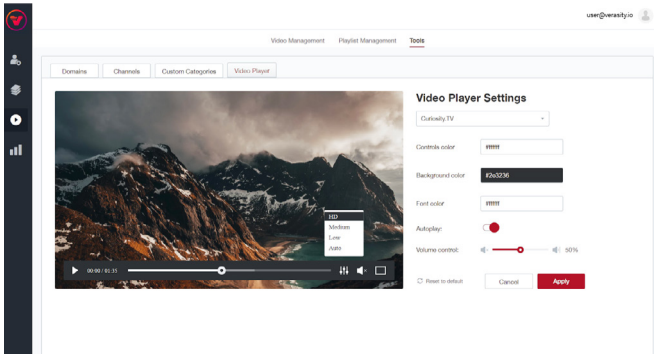 user@verasity.io
Video Management Playlist Management Tools
Domains Channels Custom Categories Video Player
Video Player Settings
Curiosity.TV
Controls color #ffffff
Background color #2e3236
Font color #ffffff
Autoplay:
Volume control: 50%
HD
Medium
Low
Auto
00:00 / 01:35
Reset to default Cancel Apply